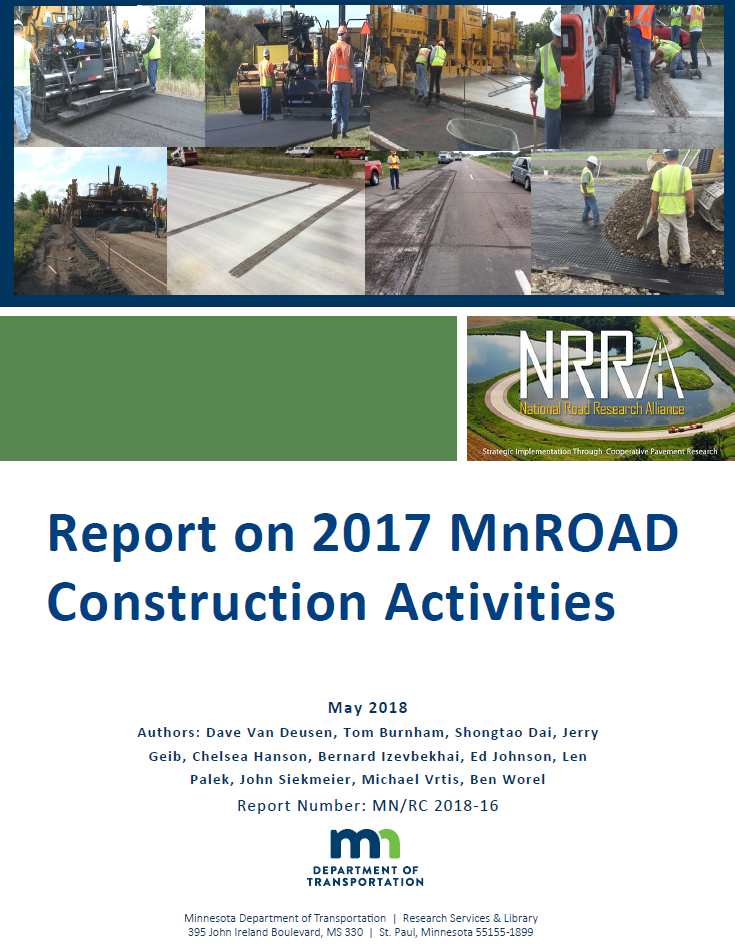 NRRA
National Road Research Alliance
Strategic Implementation Through Cooperative Pavement Research
Report on 2017 MnROAD
Construction Activities
May 2018
Authors: Dave Van Deusen, Tom Burnham, Shongtao Dai, Jerry
Geib, Chelsea Hanson, Bernard Izevbekhai, Ed Johnson, Len
Palek, John Siekmeier, Michael Vrtis, Ben Worel
Report Number: MN/RC 2018-16
mn
DEPARTMENT OF
TRANSPORTATION
Minnesota Department of Transportation | Research Services & Library
395 John Ireland Boulevard, MS 330 | St. Paul, Minnesota 55155-1899